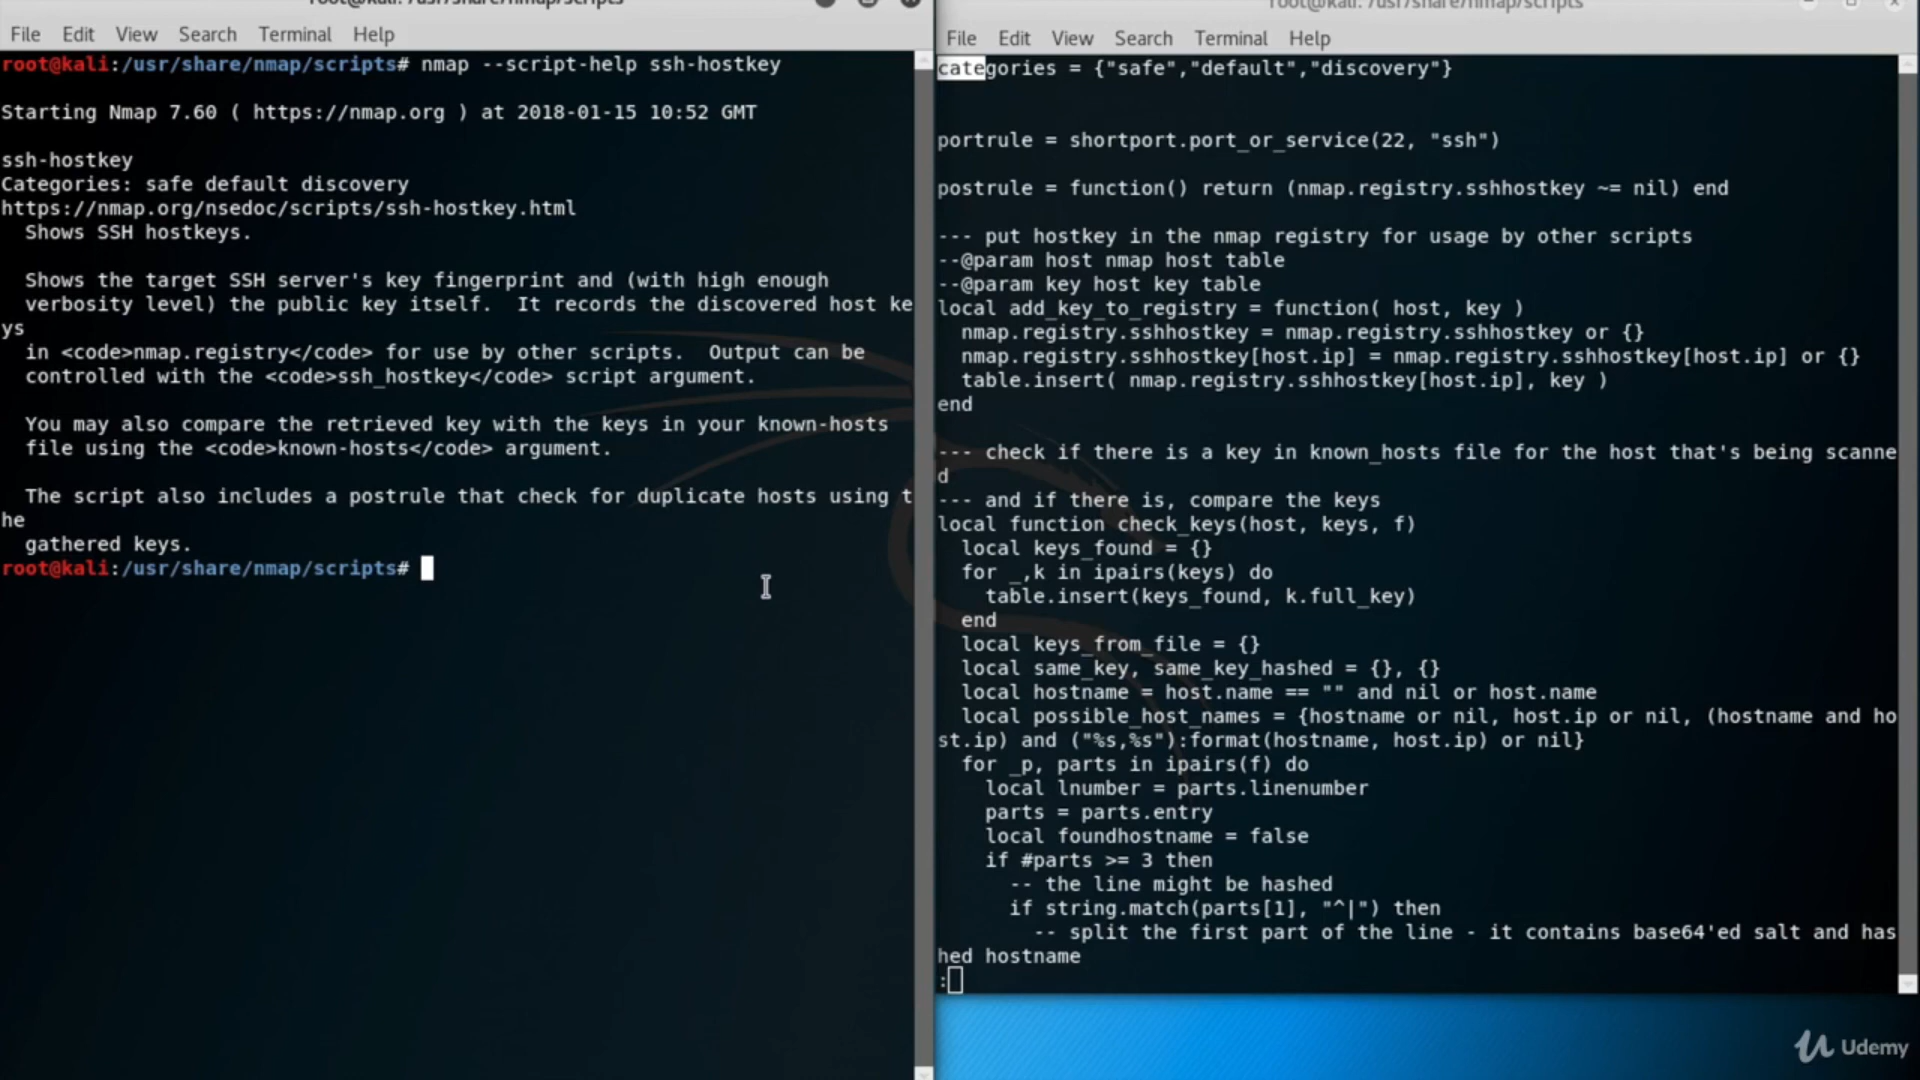 root@kali: /usr/share/nmap/scripts
File Edit View Search Terminal Help
root@kali:/usr/share/nmap/scripts# nmap --script-help ssh-hostkey
Starting Nmap 7.60 ( https://nmap.org ) at 2018-01-15 10:52 GMT
ssh-hostkey
Categories: safe default discovery
https://nmap.org/nsedoc/scripts/ssh-hostkey.html
Shows SSH hostkeys.
Shows the target SSH server's key fingerprint and (with high enough
verbosity level) the public key itself.  It records the discovered host ke
ys
in <code>nmap.registry</code> for use by other scripts.  Output can be
controlled with the <code>ssh_hostkey</code> script argument.
You may also compare the retrieved key with the keys in your known-hosts
file using the <code>known-hosts</code> argument.
The script also includes a postrule that check for duplicate hosts using t
he
gathered keys.
root@kali:/usr/share/nmap/scripts#
root@kali: /usr/share/nmap/scripts
File Edit View Search Terminal Help
categories = {"safe","default","discovery"}
portrule = shortport.port_or_service(22, "ssh")
postrule = function() return (nmap.registry.sshhostkey ~= nil) end
--- put hostkey in the nmap registry for usage by other scripts
--@param host nmap host table
--@param key host key table
local add_key_to_registry = function( host, key )
nmap.registry.sshhostkey = nmap.registry.sshhostkey or {}
nmap.registry.sshhostkey[host.ip] = nmap.registry.sshhostkey[host.ip] or {}
table.insert( nmap.registry.sshhostkey[host.ip], key )
end
--- check if there is a key in known_hosts file for the host that's being scanne
d
--- and if there is, compare the keys
local function check_keys(host, keys, f)
local keys_found = {}
for _,k in ipairs(keys) do
table.insert(keys_found, k.full_key)
end
local keys_from_file = {}
local same_key, same_key_hashed = {}, {}
local hostname = host.name == "" and nil or host.name
local possible_host_names = {hostname or nil, host.ip or nil, (hostname and ho
st.ip) and ("%s,%s"):format(hostname, host.ip) or nil}
for _p, parts in ipairs(f) do
local lnumber = parts.linenumber
parts = parts.entry
local foundhostname = false
if #parts >= 3 then
-- the line might be hashed
if string.match(parts[1], "^|") then
-- split the first part of the line - it contains base64'ed salt and has
hed hostname
:
Udemy